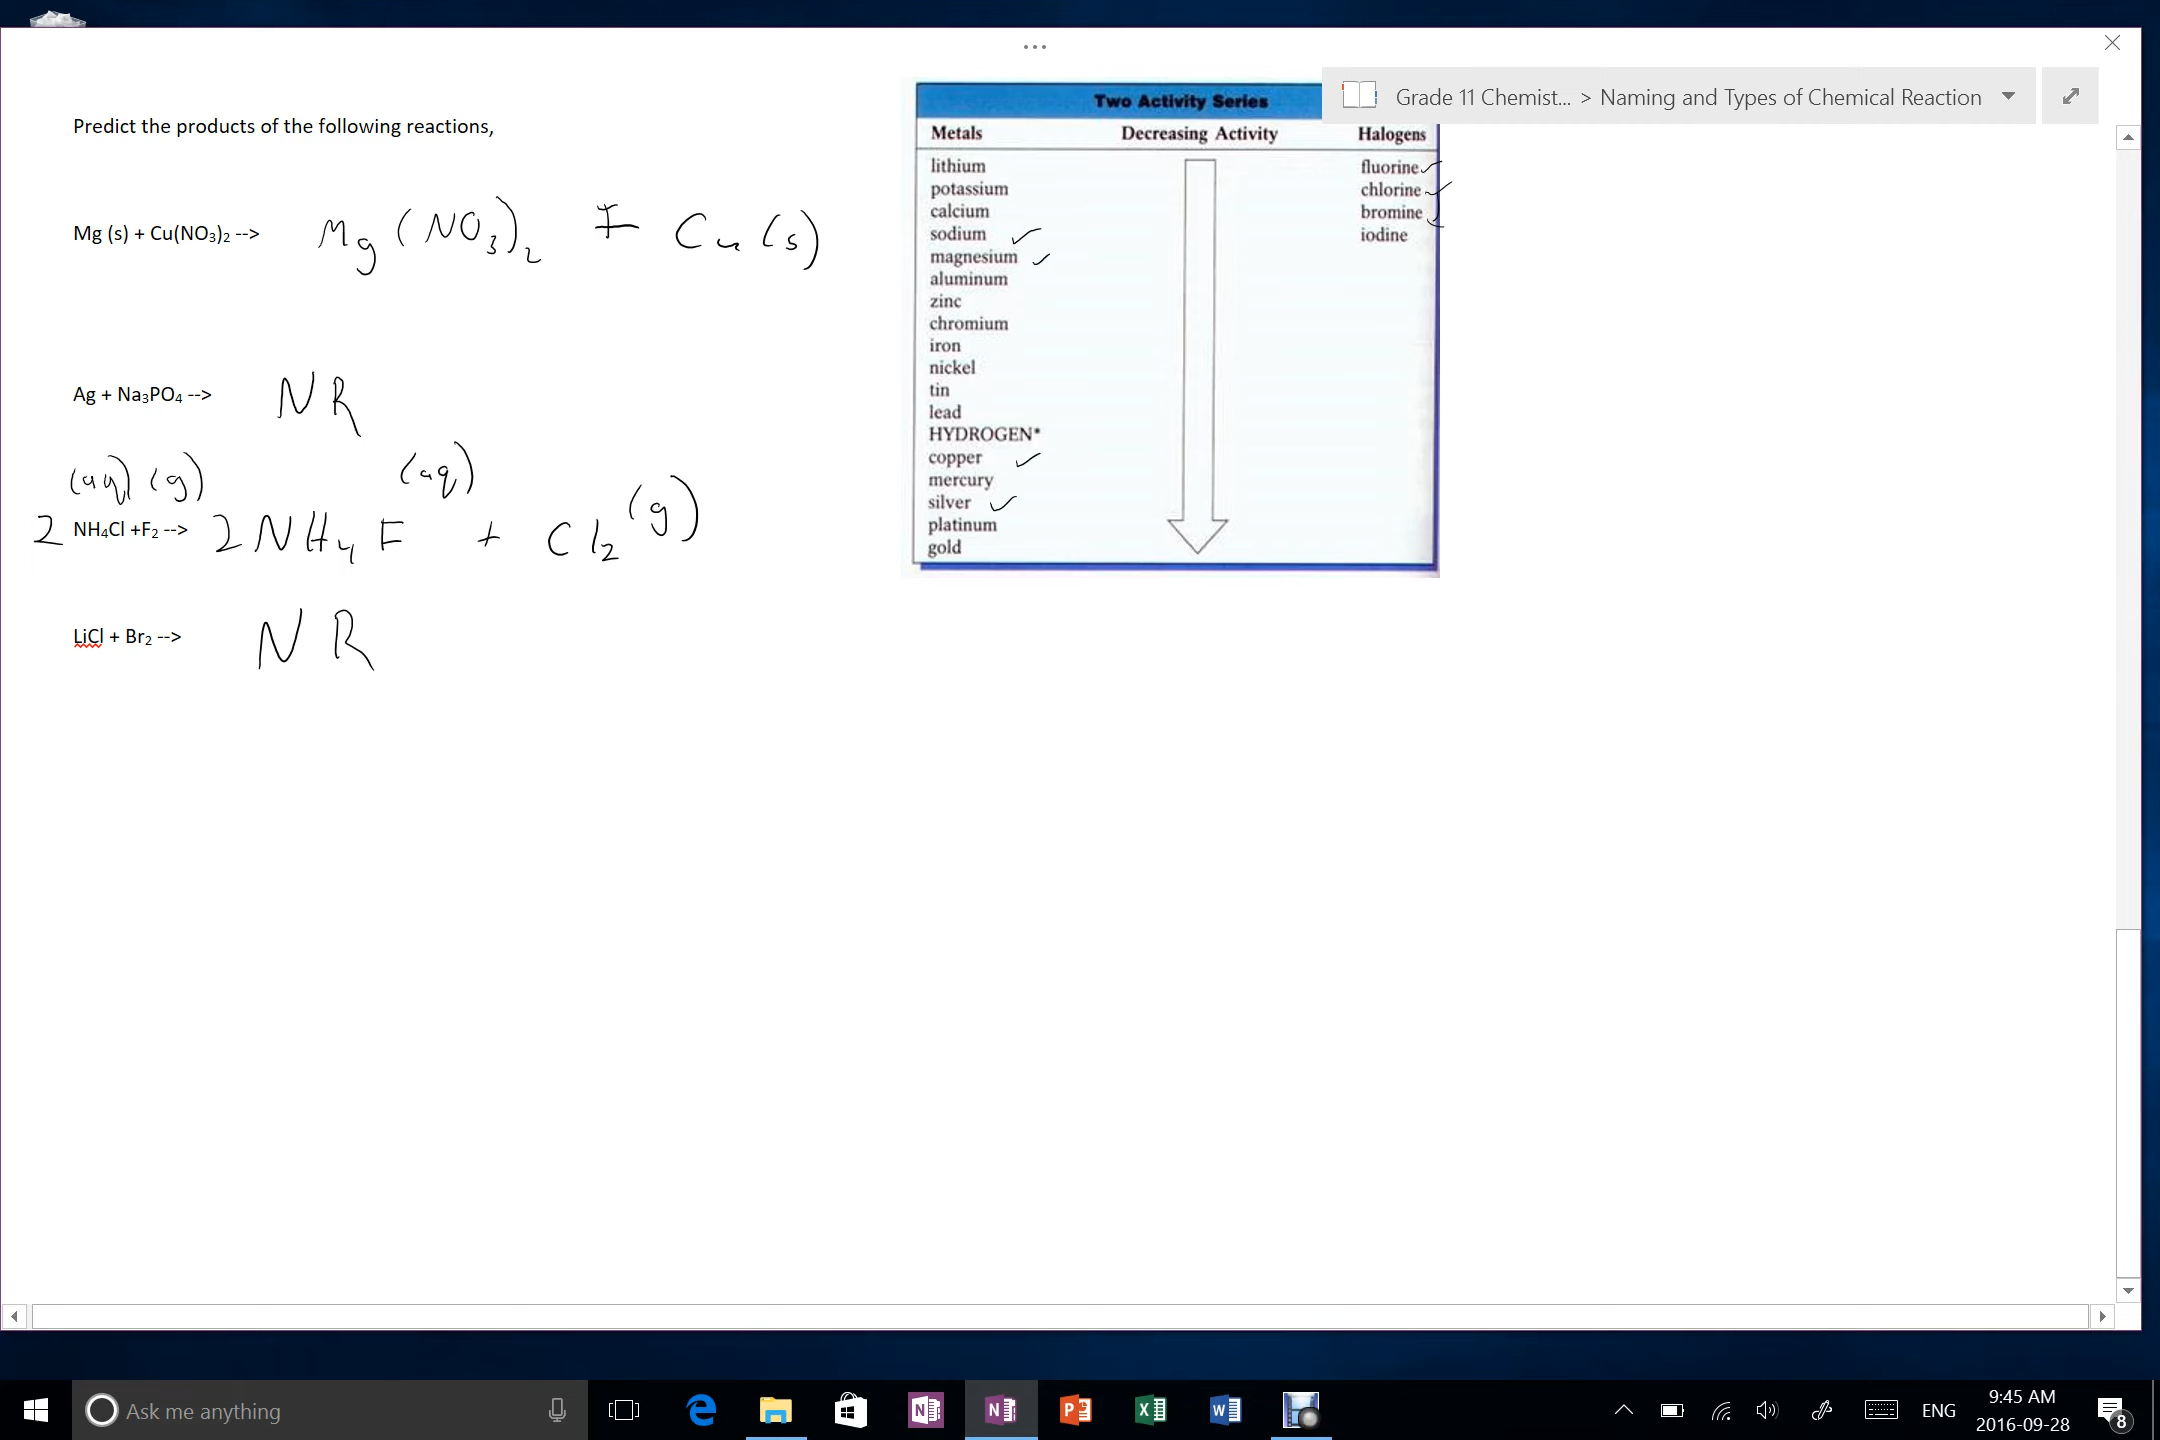 Grade 11 Chemist... > Naming and Types of Chemical Reaction
Predict the products of the following reactions,
Mg (s) + Cu(NO₃)₂ --> Mg(NO₃)₂ + Cu(s)
Ag + Na₃PO₄ --> NR
(aq) (g) (aq) (g)
2 NH₄Cl +F₂ --> 2NH₄F + Cl₂
LiCl + Br₂ --> NR
Two Activity Series
Metals Decreasing Activity Halogens
lithium fluorine
potassium chlorine
calcium bromine
sodium iodine
magnesium
aluminum
zinc
chromium
iron
nickel
tin
lead
HYDROGEN*
copper
mercury
silver
platinum
gold
Ask me anything
ENG
9:45 AM
2016-09-28
8